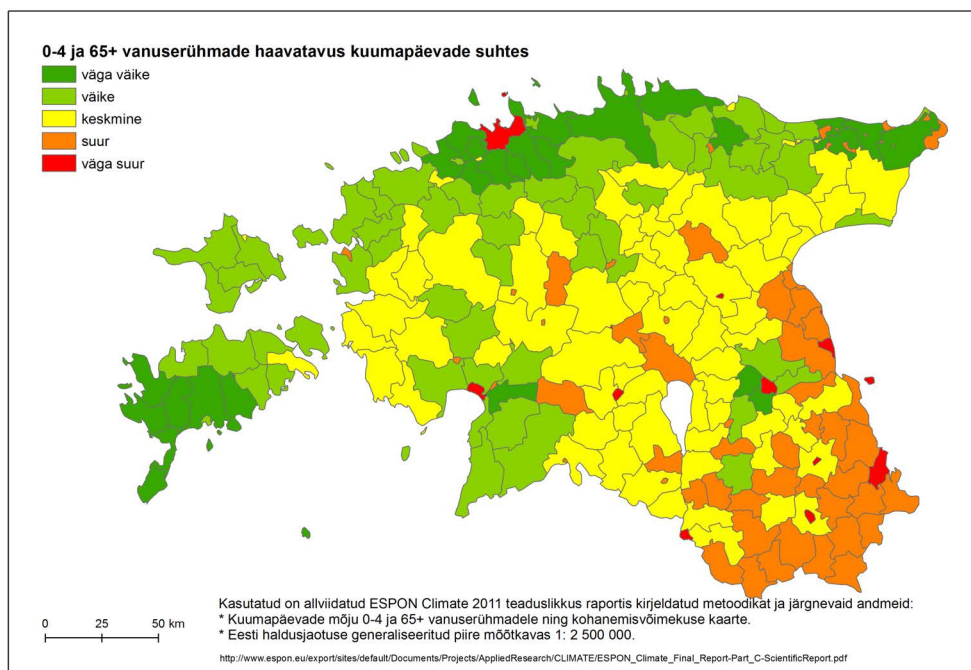 0-4 ja 65+ vanuserühmade haavatavus kuumapäevade suhtes
väga väike
väike
keskmine
suur
väga suur
Kasutatud on allviidatud ESPON Climate 2011 teaduslikkus raportis kirjeldatud metoodikat ja järgnevaid andmeid:
* Kuumapäevade mõju 0-4 ja 65+ vanuserühmadele ning kohanemisvõimekuse kaarte.
* Eesti haldusjaotuse generaliseeritud piire mõõtkavas 1: 2 500 000.
0 25 50 km
http://www.espon.eu/export/sites/default/Documents/Projects/AppliedResearch/CLIMATE/ESPON_Climate_Final_Report-Part_C-ScientificReport.pdf